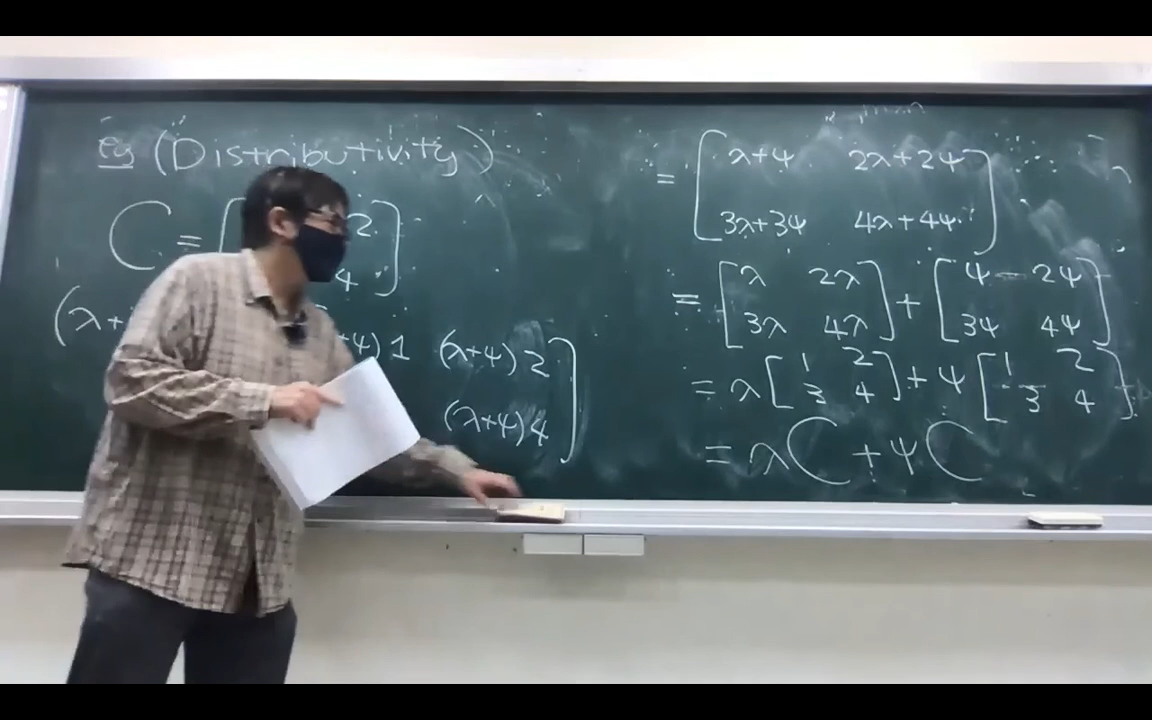 Eg (Distributivity)
C = [ 2
4 ]
(λ+ +ψ)1 (λ+ψ)2 ]
(λ+ψ)4
= [ λ+ψ 2λ+2ψ
3λ+3ψ 4λ+4ψ ]
= [ λ 2λ ] + [ ψ 2ψ ]
3λ 4λ 3ψ 4ψ
= λ [ 1 2 ] + ψ [ 1 2 ]
3 4 3 4
= λC + ψC